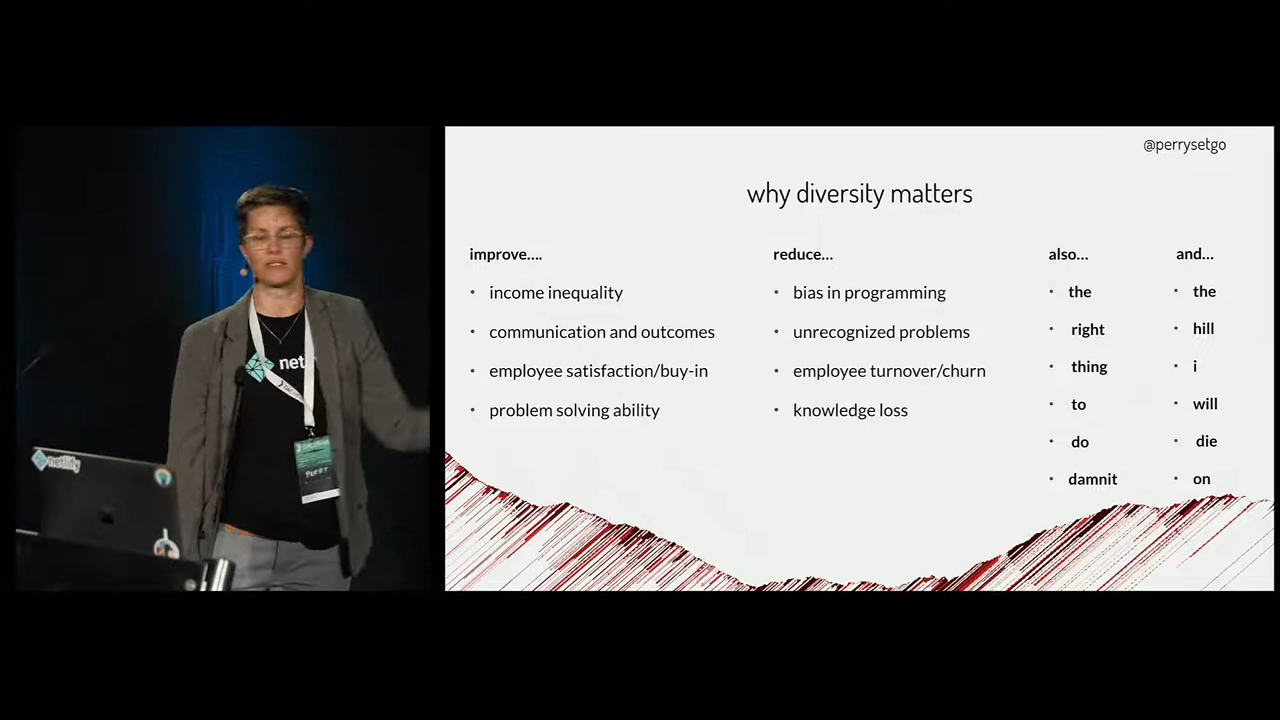 @perrysetgo
why diversity matters
improve....
income inequality
communication and outcomes
employee satisfaction/buy-in
problem solving ability
reduce...
bias in programming
unrecognized problems
employee turnover/churn
knowledge loss
also...
the
right
thing
to
do
damnit
and...
the
hill
i
will
die
on
net
PERRY
netlify